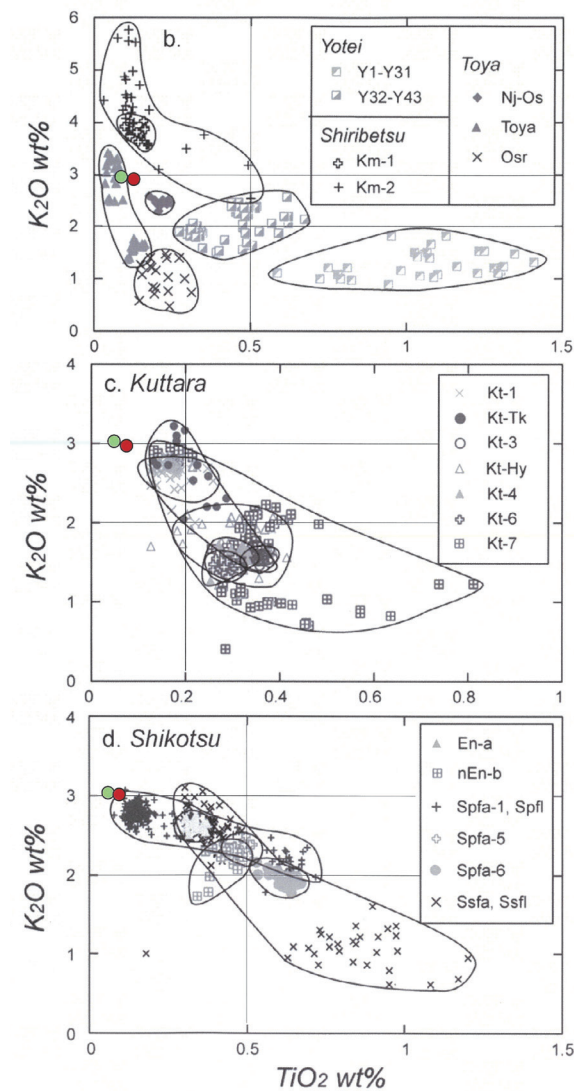 b.
Yotei
Y1-Y31
Y32-Y43
Shiribetsu
Km-1
Km-2
Toya
Nj-Os
Toya
Osr
K2O wt%
6
5
4
3
2
1
0
0
0.5
1
1.5
c. Kuttara
Kt-1
Kt-Tk
Kt-3
Kt-Hy
Kt-4
Kt-6
Kt-7
K2O wt%
4
3
2
1
0
0
0.2
0.4
0.6
0.8
1
d. Shikotsu
En-a
nEn-b
Spfa-1, Spfl
Spfa-5
Spfa-6
Ssfa, Ssfl
K2O wt%
4
3
2
1
0
0
0.5
1
1.5
TiO2 wt%